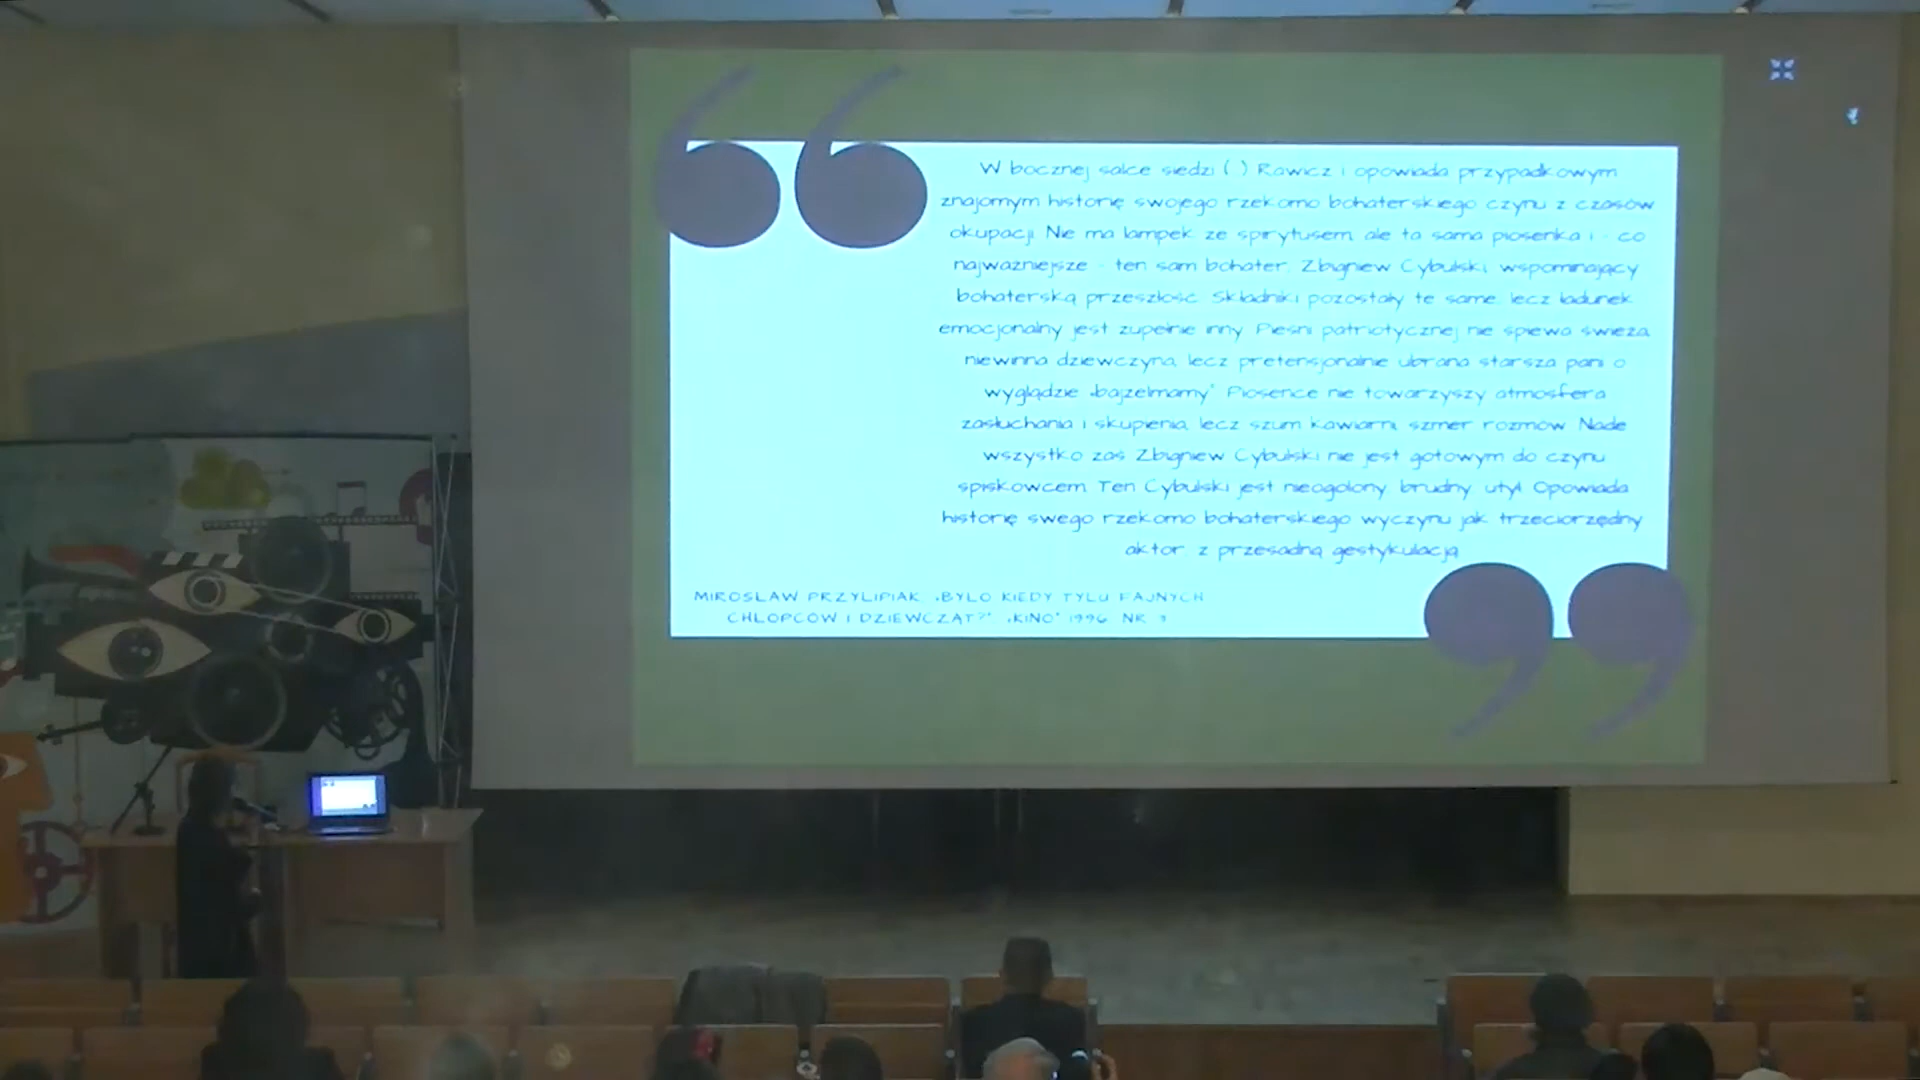 W bocznej salce siedzi (.) Rawicz i opowiada przypadkowym
znajomym historię swojego rzekomo bohaterskiego czynu z czasów
okupacji. Nie ma lampek ze spirytusem, ale ta sama piosenka i - co
najważniejsze - ten sam bohater, Zbigniew Cybulski, wspominający
bohaterską przeszłość. Składniki pozostały te same, lecz ładunek
emocjonalny jest zupełnie inny. Pieśni patriotycznej nie śpiewa świeża,
niewinna dziewczyna, lecz pretensjonalnie ubrana starsza pani o
wyglądzie „bajzelmamy". Piosence nie towarzyszy atmosfera
zasłuchania i skupienia, lecz szum kawiarni, szmer rozmów. Nade
wszystko zaś Zbigniew Cybulski nie jest gotowym do czynu
spiskowcem. Ten Cybulski jest nieogolony, brudny, utył. Opowiada
historię swego rzekomo bohaterskiego wyczynu jak trzeciorzędny
aktor, z przesadną gestykulacją
MIROSŁAW PRZYLIPIAK „BYŁO KIEDY TYLU FAJNYCH
CHŁOPCÓW I DZIEWCZĄT?", „KINO" 1996 NR